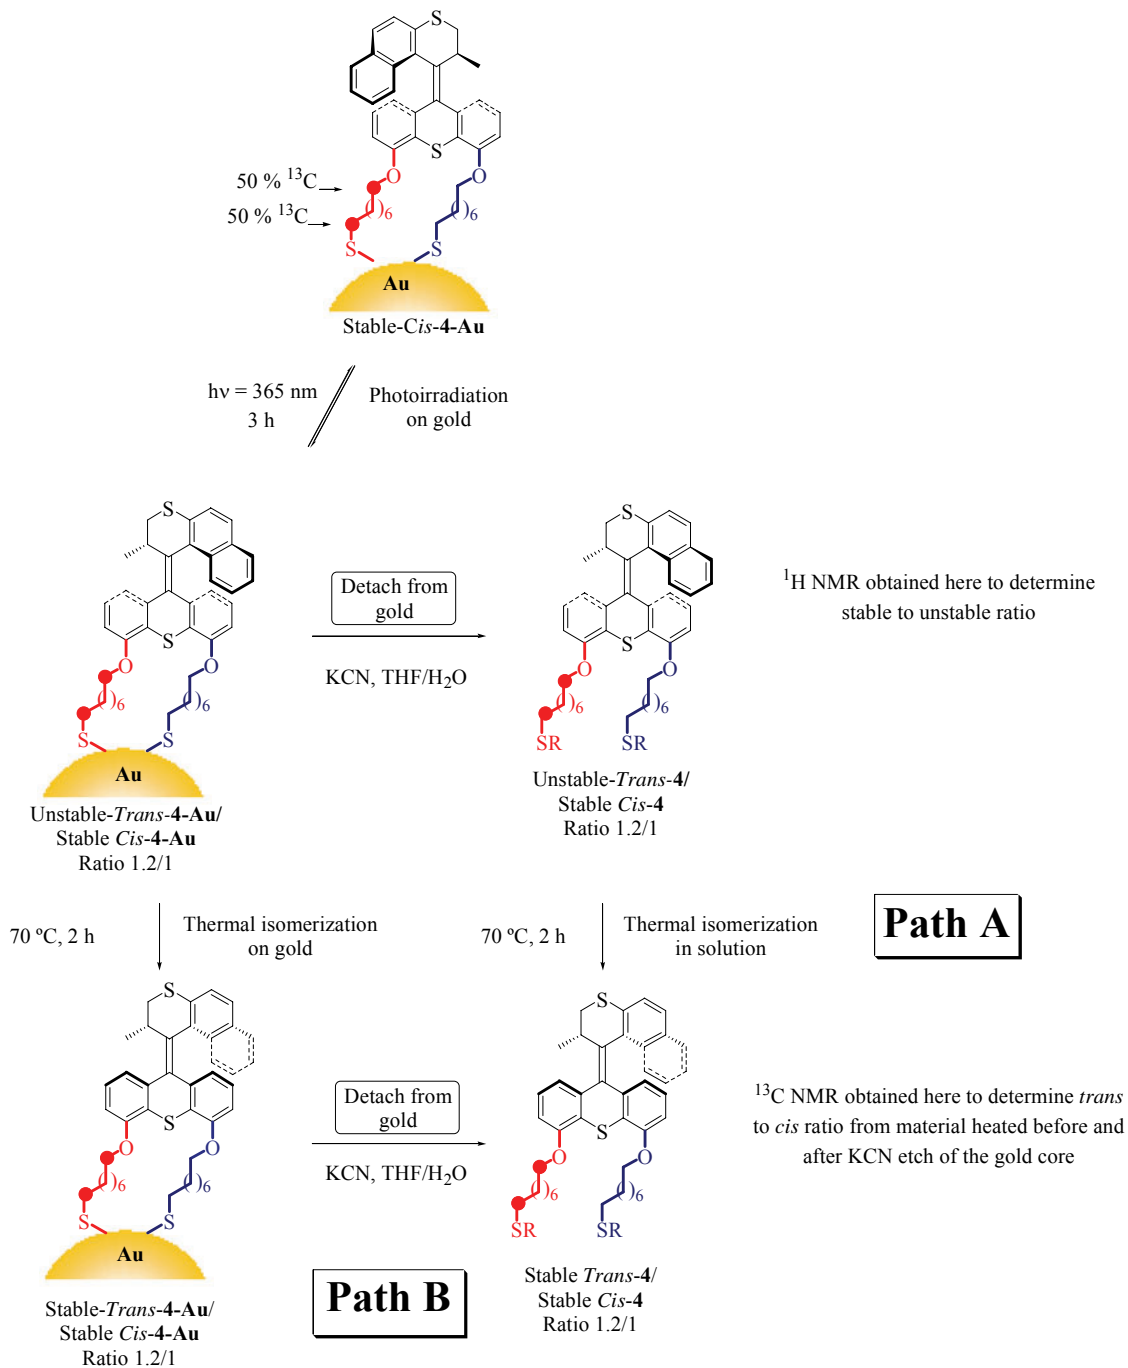 S
50 % ¹³C
50 % ¹³C
O
O
S
( )6
( )6
S
S
Au
Stable-Cis-4-Au
hν = 365 nm
3 h
Photoirradiation
on gold
S
S
O
O
( )6
( )6
S
S
Au
Unstable-Trans-4-Au/
Stable Cis-4-Au
Ratio 1.2/1
Detach from
gold
KCN, THF/H₂O
S
S
O
O
( )6
( )6
SR
SR
Unstable-Trans-4/
Stable Cis-4
Ratio 1.2/1
¹H NMR obtained here to determine
stable to unstable ratio
70 ºC, 2 h
Thermal isomerization
on gold
70 ºC, 2 h
Thermal isomerization
in solution
Path A
S
S
O
O
( )6
( )6
S
S
Au
Stable-Trans-4-Au/
Stable Cis-4-Au
Ratio 1.2/1
Detach from
gold
KCN, THF/H₂O
Path B
S
S
O
O
( )6
( )6
SR
SR
Stable Trans-4/
Stable Cis-4
Ratio 1.2/1
¹³C NMR obtained here to determine trans
to cis ratio from material heated before and
after KCN etch of the gold core